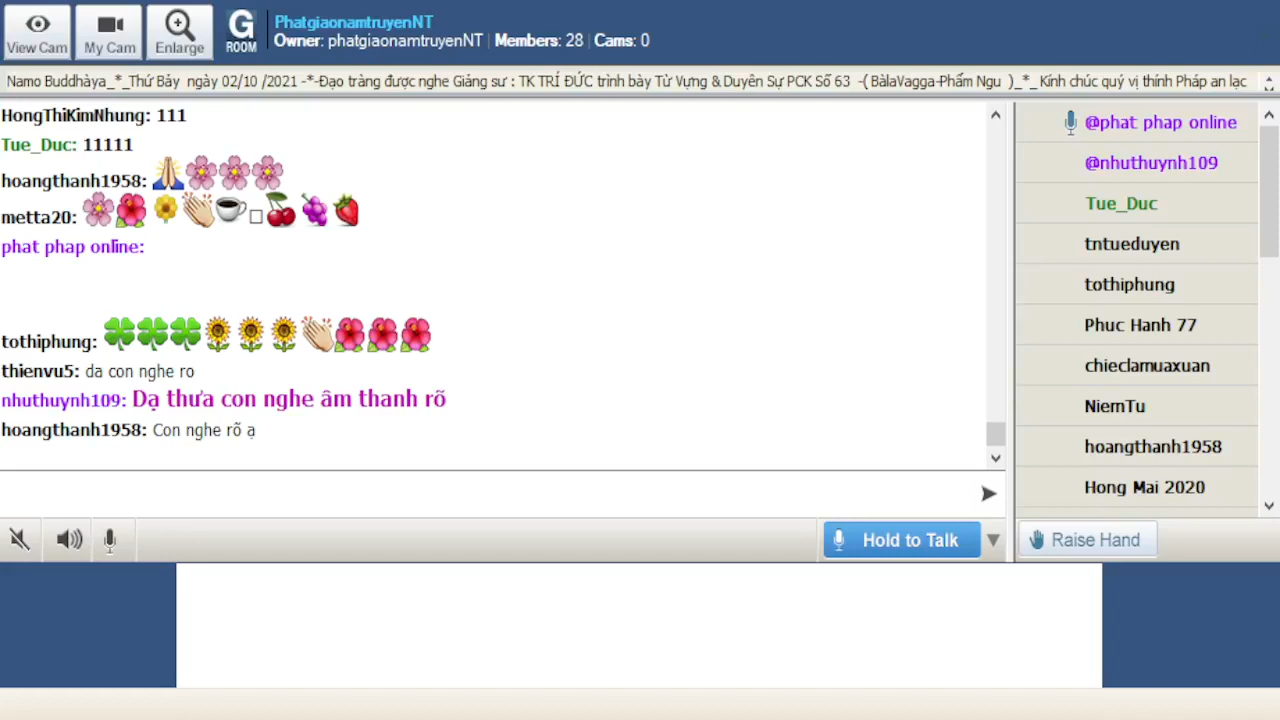 View Cam
My Cam
Enlarge
G
ROOM
PhatgiaonamtruyenNT
Owner: phatgiaonamtruyenNT | Members: 28 | Cams: 0
Namo Buddhàya_*_Thứ Bảy ngày 02/10 /2021 -*-Đạo tràng được nghe Giảng sư : TK TRÍ ĐỨC trình bày Từ Vựng & Duyên Sự PCK Số 63 -( BàlaVagga-Phẩm Ngu )_*_ Kính chúc quý vị thính Pháp an lạc
HongThiKimNhung: 111
Tue_Duc: 11111
hoangthanh1958: 🙏🌸🌸🌸
metta20: 🌸🌺🌼👏☕□🍒🍇🍓
phat phap online:
tothiphung: 🍀🍀🍀🌻🌻🌻👏🌺🌺🌺
thienvu5: da con nghe ro
nhuthuynh109: Dạ thưa con nghe âm thanh rõ
hoangthanh1958: Con nghe rõ ạ
@phat phap online
@nhuthuynh109
Tue_Duc
tntueduyen
tothiphung
Phuc Hanh 77
chieclamuaxuan
NiemTu
hoangthanh1958
Hong Mai 2020
Hold to Talk
Raise Hand